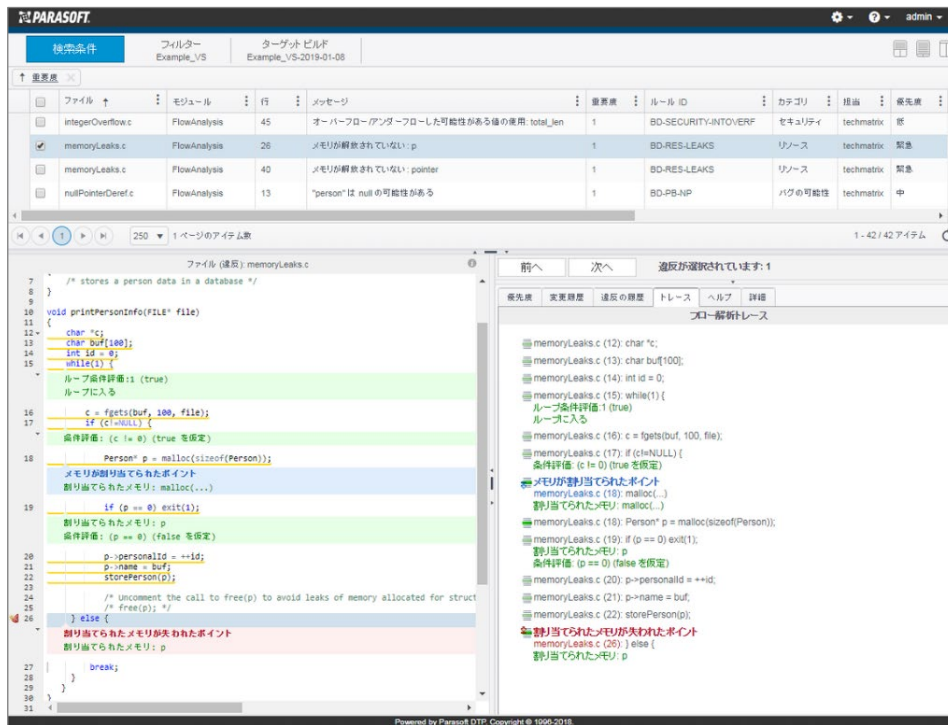 PARASOFT.
admin
検索条件
フィルター
Example_VS
ターゲット ビルド
Example_VS-2019-01-08
↑ 重要度 ×
ファイル ↑ モジュール 行 メッセージ 重要度 ルール ID カテゴリ 担当 優先度
integerOverflow.c FlowAnalysis 45 オーバーフロー/アンダーフローした可能性がある値の使用: total_len 1 BD-SECURITY-INTOVERF セキュリティ techmatrix 低
memoryLeaks.c FlowAnalysis 26 メモリが解放されていない : p 1 BD-RES-LEAKS リソース techmatrix 緊急
memoryLeaks.c FlowAnalysis 40 メモリが解放されていない : pointer 1 BD-RES-LEAKS リソース techmatrix 緊急
nullPointerDeref.c FlowAnalysis 13 "person" は null の可能性がある 1 BD-PB-NP バグの可能性 techmatrix 中
1 250 1 ページのアイテム数 1 - 42 / 42 アイテム
ファイル (違反): memoryLeaks.c
7 /* stores a person data in a database */
8 }
9
10 void printPersonInfo(FILE* file)
11 {
12 char *c;
13 char buf[100];
14 int id = 0;
15 while(1) {
ループ条件評価:1 (true)
ループに入る
16 c = fgets(buf, 100, file);
17 if (c!=NULL) {
条件評価: (c != 0) (true を仮定)
18 Person* p = malloc(sizeof(Person));
メモリが割り当てられたポイント
割り当てられたメモリ: malloc(...)
19 if (p == 0) exit(1);
割り当てられたメモリ: p
条件評価: (p == 0) (false を仮定)
20 p->personalId = ++id;
21 p->name = buf;
22 storePerson(p);
23
24 /* Uncomment the call to free(p) to avoid leaks of memory allocated for struct
25 /* free(p); */
26 } else {
割り当てられたメモリが失われたポイント
割り当てられたメモリ: p
27 break;
28 }
29 }
30 }
31
前へ 次へ 違反が選択されています: 1
優先度 変更履歴 違反の履歴 トレース ヘルプ 詳細
フロー解析トレース
memoryLeaks.c (12): char *c;
memoryLeaks.c (13): char buf[100];
memoryLeaks.c (14): int id = 0;
memoryLeaks.c (15): while(1) {
ループ条件評価:1 (true)
ループに入る
memoryLeaks.c (16): c = fgets(buf, 100, file);
memoryLeaks.c (17): if (c!=NULL) {
条件評価: (c != 0) (true を仮定)
メモリが割り当てられたポイント
memoryLeaks.c (18): malloc(...)
割り当てられたメモリ: malloc(...)
memoryLeaks.c (18): Person* p = malloc(sizeof(Person));
memoryLeaks.c (19): if (p == 0) exit(1);
割り当てられたメモリ: p
条件評価: (p == 0) (false を仮定)
memoryLeaks.c (20): p->personalId = ++id;
memoryLeaks.c (21): p->name = buf;
memoryLeaks.c (22): storePerson(p);
割り当てられたメモリが失われたポイント
memoryLeaks.c (26): } else {
割り当てられたメモリ: p
Powered by Parasoft DTP. Copyright © 1996-2018.